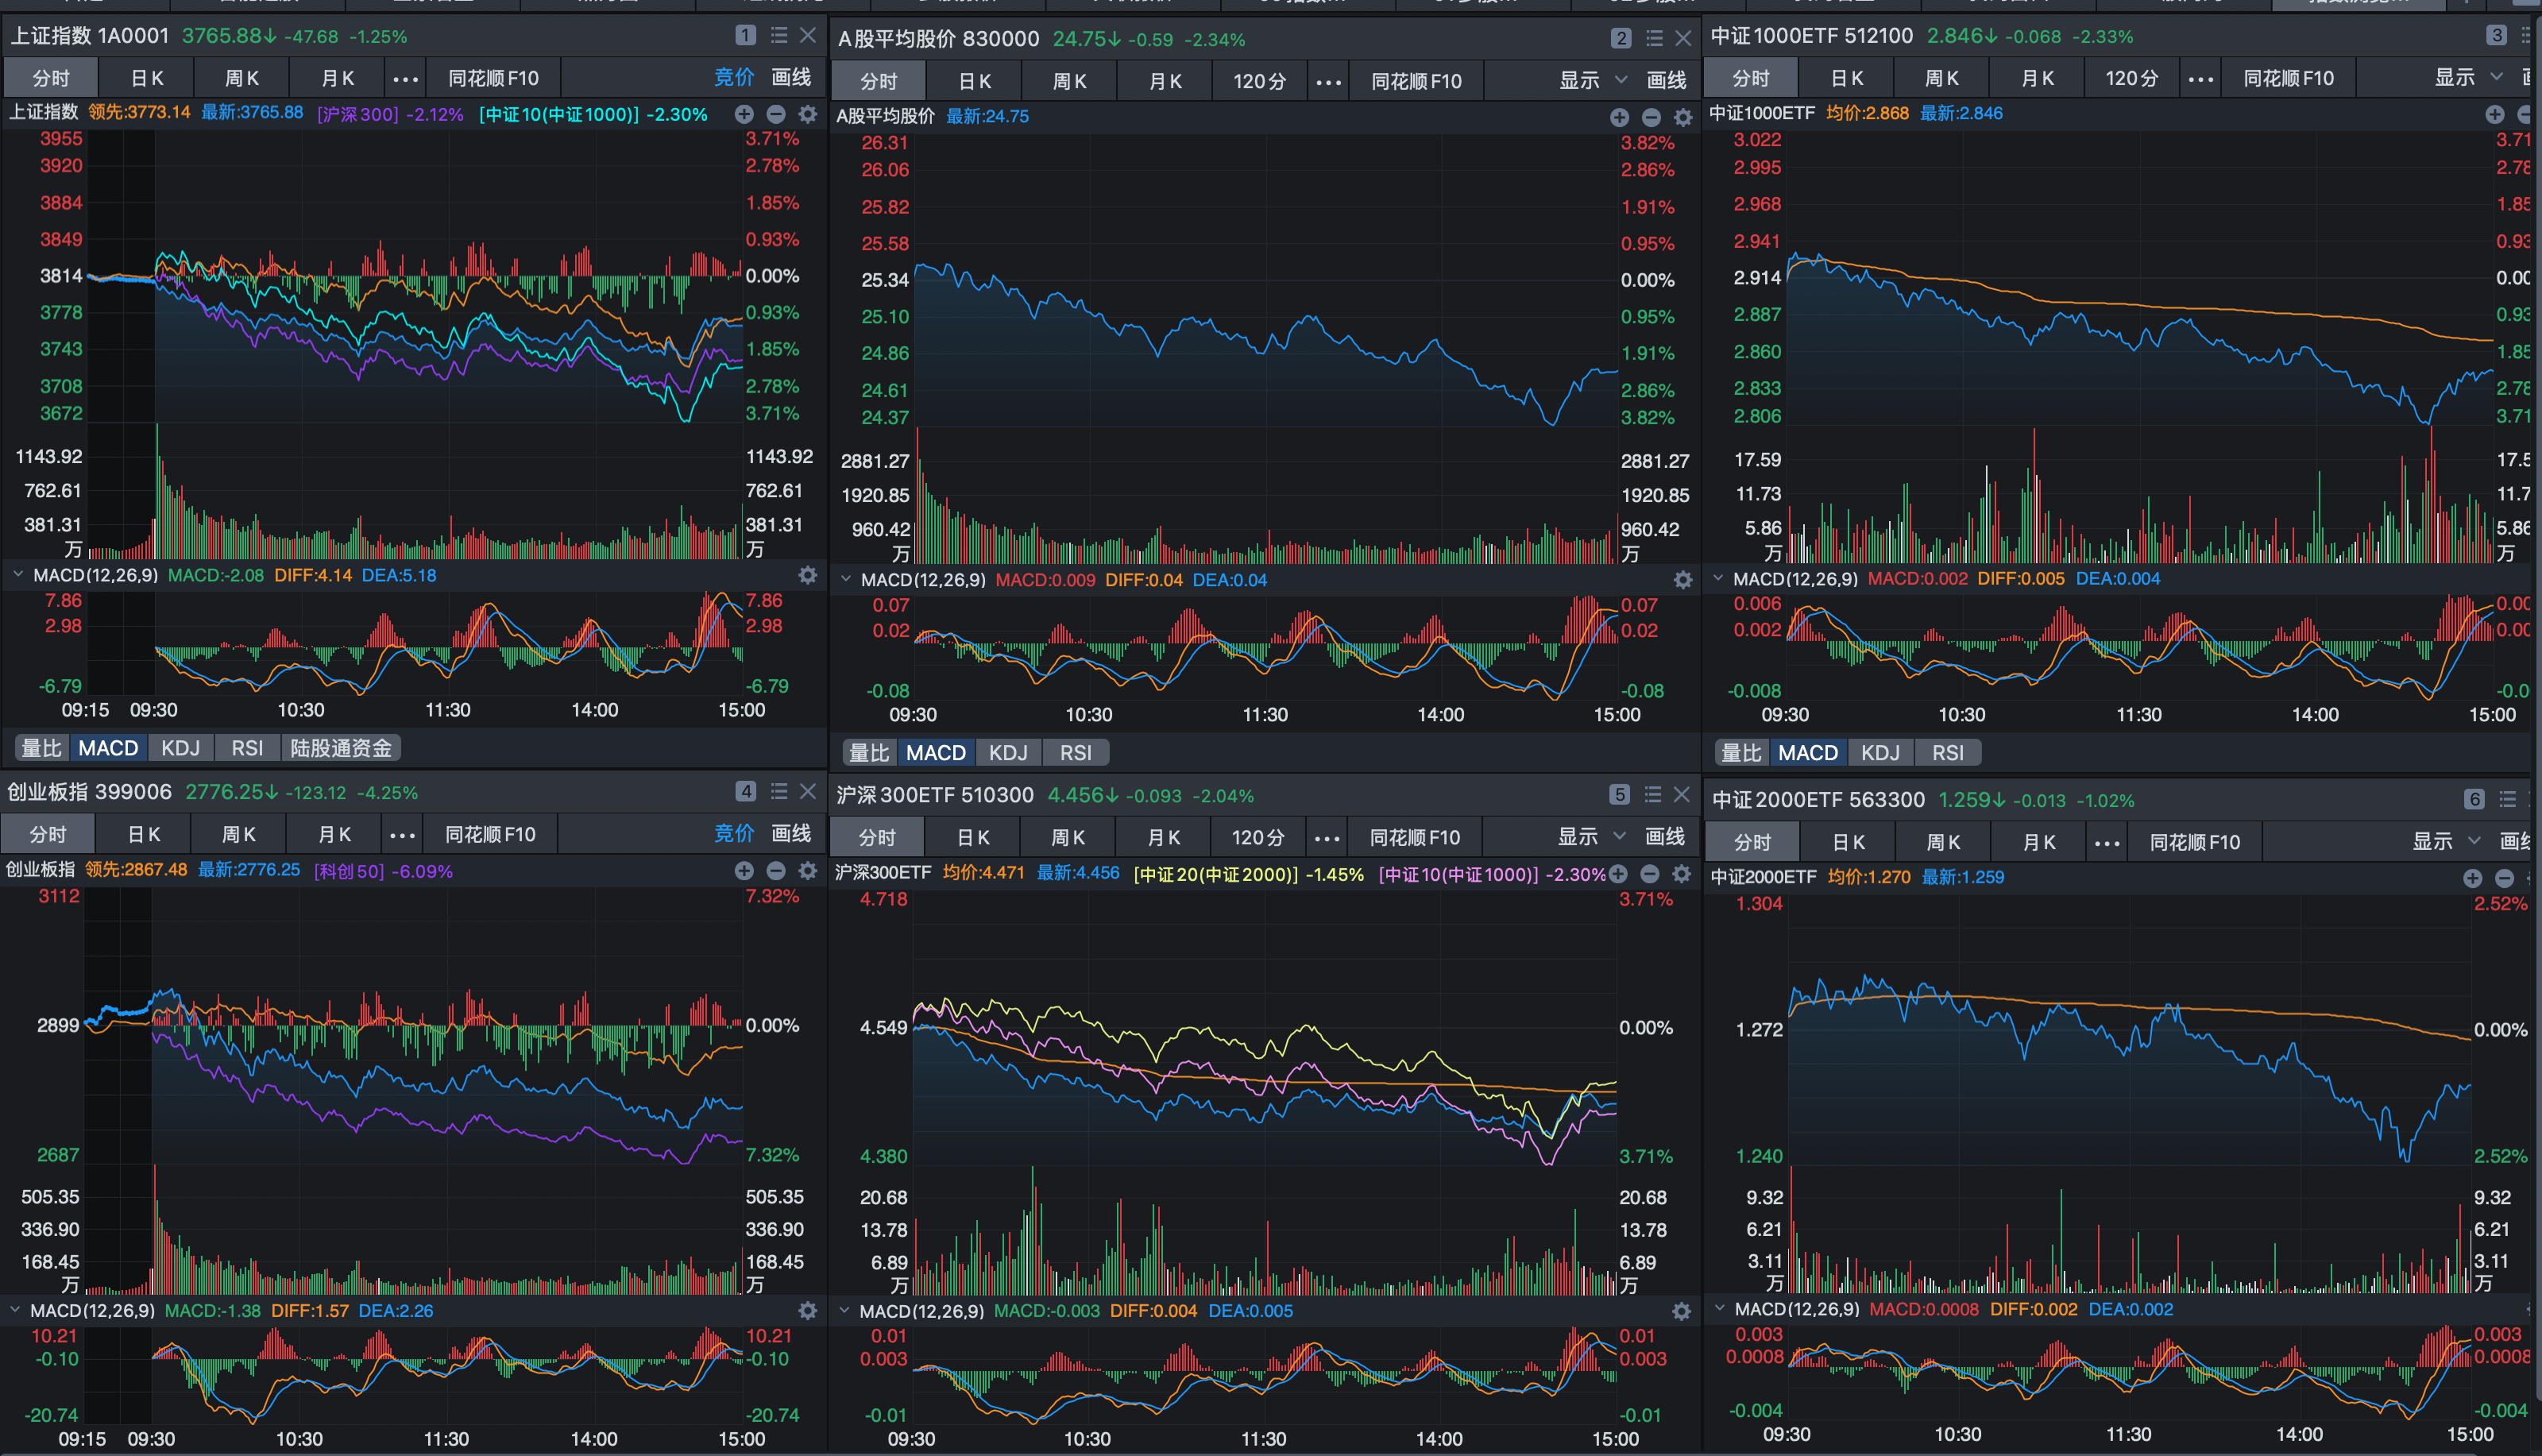 上证指数 1A0001 3765.88↓ -47.68 -1.25% 1
分时 日K 周K 月K ••• 同花顺F10 竞价 画线
上证指数 领先:3773.14 最新:3765.88 [沪深300] -2.12% [中证10(中证1000)] -2.30%
3955 3.71%
3920 2.78%
3884 1.85%
3849 0.93%
3814 0.00%
3778 0.93%
3743 1.85%
3708 2.78%
3672 3.71%
1143.92 1143.92
762.61 762.61
381.31 381.31
万 万
MACD(12,26,9) MACD:-2.08 DIFF:4.14 DEA:5.18
7.86 7.86
2.98 2.98
-6.79 -6.79
09:15 09:30 10:30 11:30 14:00 15:00
量比 MACD KDJ RSI 陆股通资金
A股平均股价 830000 24.75↓ -0.59 -2.34% 2
分时 日K 周K 月K 120分 ••• 同花顺F10 显示 画线
A股平均股价 最新:24.75
26.31 3.82%
26.06 2.86%
25.82 1.91%
25.58 0.95%
25.34 0.00%
25.10 0.95%
24.86 1.91%
24.61 2.86%
24.37 3.82%
2881.27 2881.27
1920.85 1920.85
960.42 960.42
万 万
MACD(12,26,9) MACD:0.009 DIFF:0.04 DEA:0.04
0.07 0.07
0.02 0.02
-0.08 -0.08
09:30 10:30 11:30 14:00 15:00
量比 MACD KDJ RSI
中证1000ETF 512100 2.846↓ -0.068 -2.33% 3
分时 日K 周K 月K 120分 ••• 同花顺F10 显示
中证1000ETF 均价:2.868 最新:2.846
3.022 3.71
2.995 2.78
2.968 1.85
2.941 0.93
2.914 0.00
2.887 0.93
2.860 1.85
2.833 2.78
2.806 3.71
17.59 17.5
11.73 11.7
5.86 5.86
万 万
MACD(12,26,9) MACD:0.002 DIFF:0.005 DEA:0.004
0.006 0.00
0.002 0.00
-0.008 -0.0
09:30 10:30 11:30 14:00 15:00
量比 MACD KDJ RSI
创业板指 399006 2776.25↓ -123.12 -4.25% 4
分时 日K 周K 月K ••• 同花顺F10 竞价 画线
创业板指 领先:2867.48 最新:2776.25 [科创50] -6.09%
3112 7.32%
2899 0.00%
2687 7.32%
505.35 505.35
336.90 336.90
168.45 168.45
万 万
MACD(12,26,9) MACD:-1.38 DIFF:1.57 DEA:2.26
10.21 10.21
-0.10 -0.10
-20.74 -20.74
09:15 09:30 10:30 11:30 14:00 15:00
沪深300ETF 510300 4.456↓ -0.093 -2.04% 5
分时 日K 周K 月K 120分 ••• 同花顺F10 显示 画线
沪深300ETF 均价:4.471 最新:4.456 [中证20(中证2000)] -1.45% [中证10(中证1000)] -2.30%
4.718 3.71%
4.549 0.00%
4.380 3.71%
20.68 20.68
13.78 13.78
6.89 6.89
万 万
MACD(12,26,9) MACD:-0.003 DIFF:0.004 DEA:0.005
0.01 0.01
0.003 0.003
-0.01 -0.01
09:30 10:30 11:30 14:00 15:00
中证2000ETF 563300 1.259↓ -0.013 -1.02% 6
分时 日K 周K 月K ••• 同花顺F10 显示 画线
中证2000ETF 均价:1.270 最新:1.259
1.304 2.52%
1.272 0.00%
1.240 2.52%
9.32 9.32
6.21 6.21
3.11 3.11
万 万
MACD(12,26,9) MACD:0.0008 DIFF:0.002 DEA:0.002
0.003 0.003
0.0008 0.0008
-0.004 -0.004
09:30 10:30 11:30 14:00 15:00